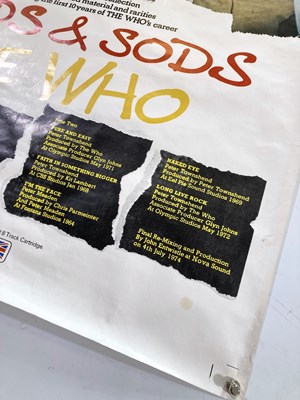 ection
ed material and rarities
ing the first 10 years of THE WHO's career
DS & SODS
E WHO
Side Two
PURE AND EASY
Peter Townshend
Produced by The Who
Associate Producer Glyn Johns
At Olympic Studios May 1971
FAITH IN SOMETHING BIGGER
Peter Townshend
Produced by Kit Lambert
At CBS Studios Jan 1968
I'M THE FACE
Peter Meaden
Produced by Chris Parmeinter
And Peter Meaden
At Fontana Studios 1964
NAKED EYE
Peter Townshend
Produced by Peter Townshend
At Eel Pie Sound Studios 1969
LONG LIVE ROCK
Peter Townshend
Produced by The Who
Associate Producer Glyn Johns
At Olympic Studios May 1972
Final Re-Mixing and Production
By John Entwistle at Nova Sound
on 4th July 1974
8 Track Cartridge.